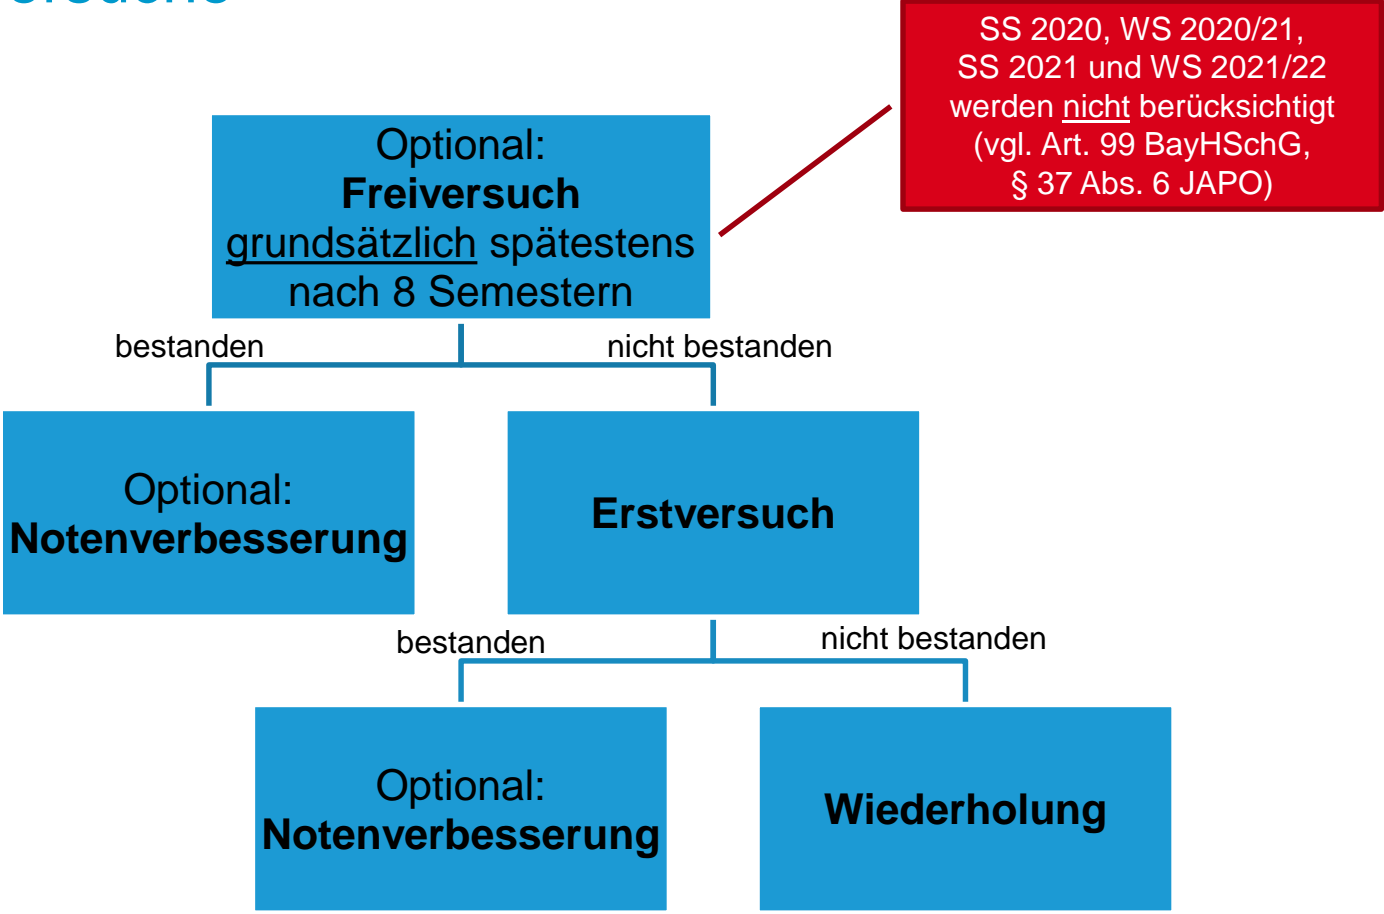 SS 2020, WS 2020/21,
SS 2021 und WS 2021/22
werden nicht berücksichtigt
(vgl. Art. 99 BayHSchG,
§ 37 Abs. 6 JAPO)
Optional:
Freiversuch
grundsätzlich spätestens
nach 8 Semestern
bestanden
nicht bestanden
Optional:
Notenverbesserung
Erstversuch
bestanden
nicht bestanden
Optional:
Notenverbesserung
Wiederholung